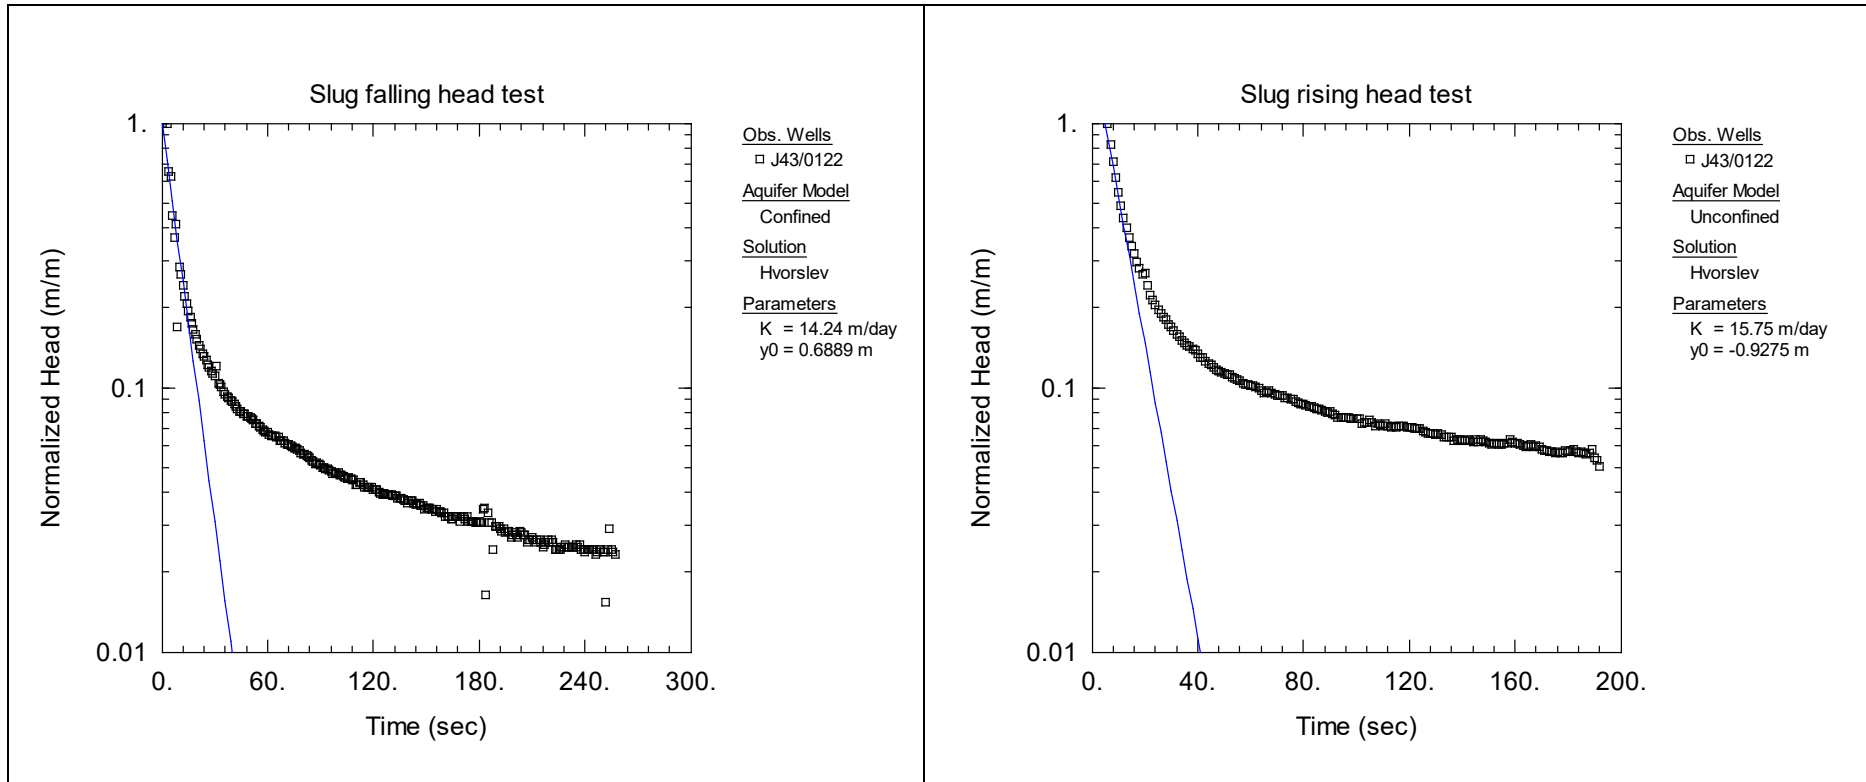 Slug falling head test
1.
0.1
0.01
0.
60.
120.
180.
240.
300.
Time (sec)
Normalized Head (m/m)
Obs. Wells
J43/0122
Aquifer Model
Confined
Solution
Hvorslev
Parameters
K = 14.24 m/day
y0 = 0.6889 m
Slug rising head test
1.
0.1
0.01
0.
40.
80.
120.
160.
200.
Time (sec)
Normalized Head (m/m)
Obs. Wells
J43/0122
Aquifer Model
Unconfined
Solution
Hvorslev
Parameters
K = 15.75 m/day
y0 = -0.9275 m